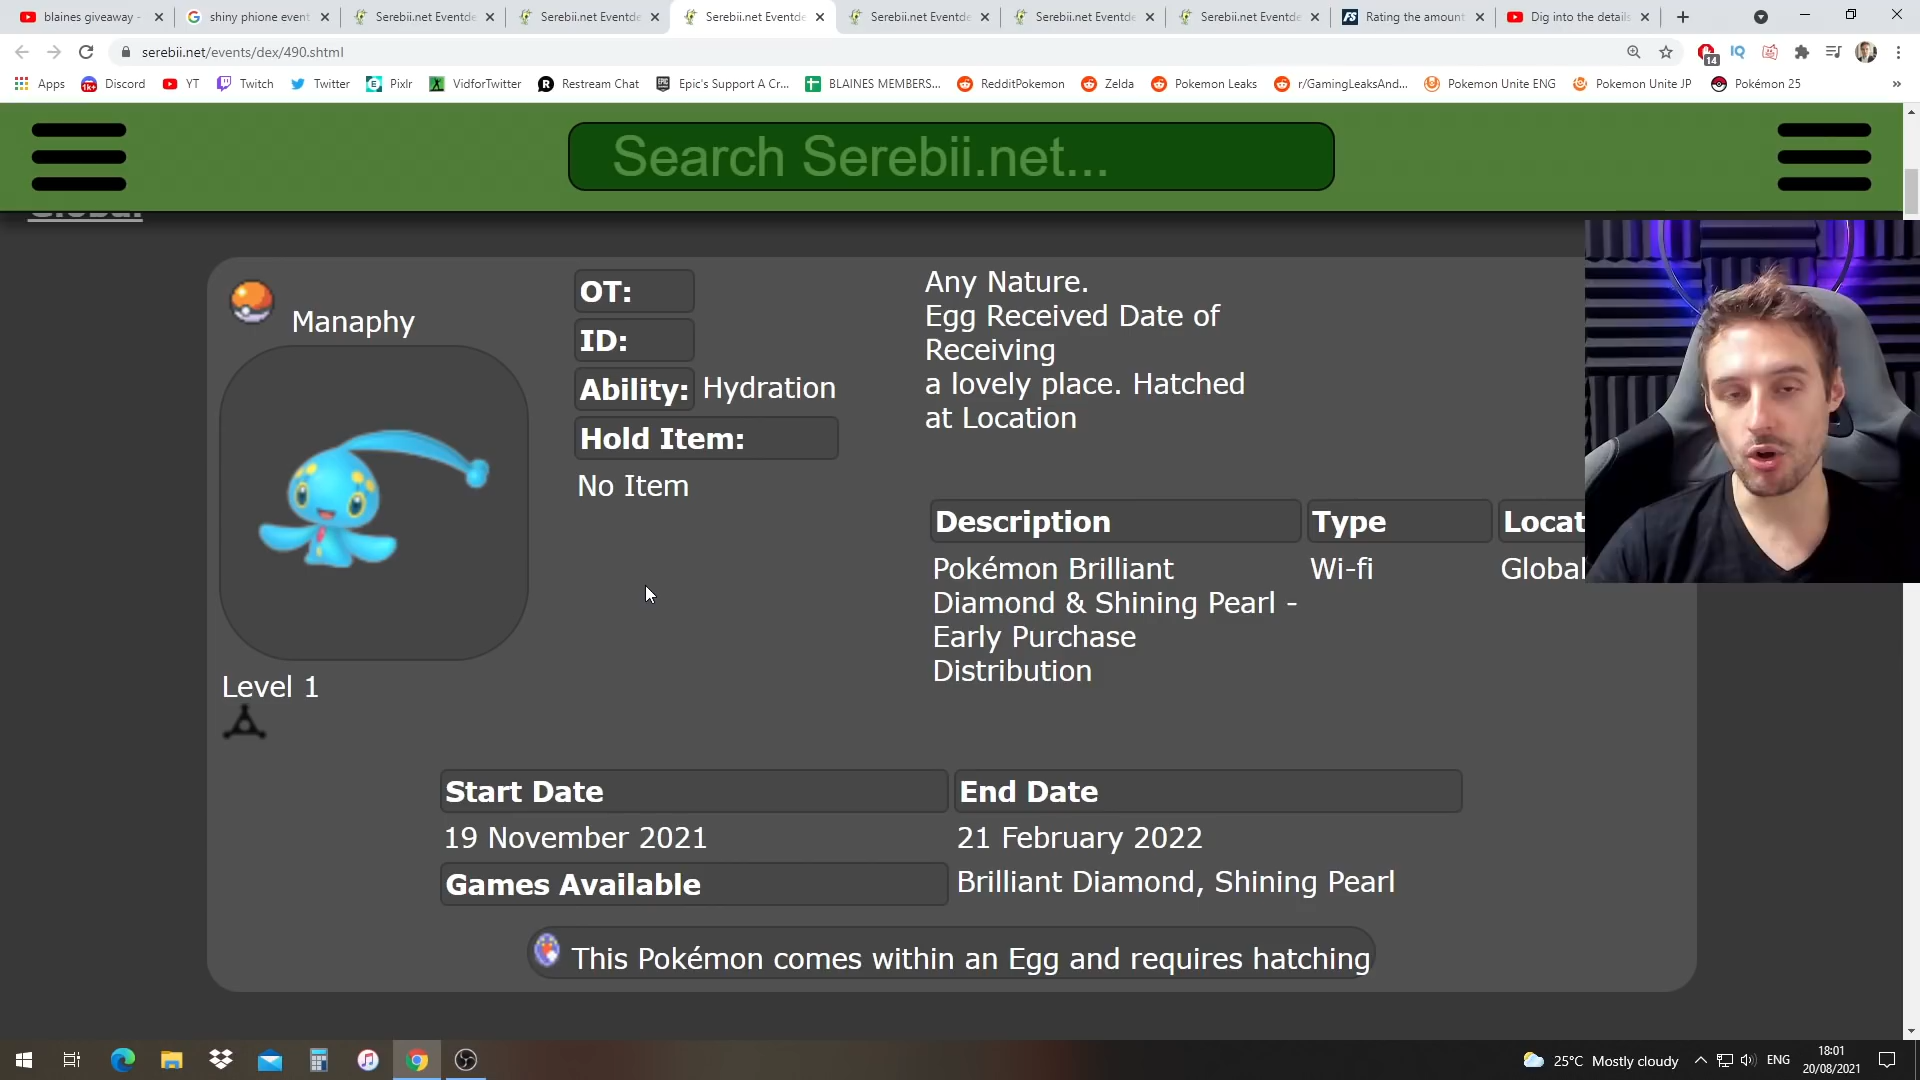 blaines giveaway -
shiny phione event
Serebii.net Eventde
Serebii.net Eventde
Serebii.net Eventde
Serebii.net Eventde
Serebii.net Eventde
Serebii.net Eventde
Rating the amount
Dig into the details
serebii.net/events/dex/490.shtml
14
Apps
Discord
YT
Twitch
Twitter
Pixlr
VidforTwitter
Restream Chat
Epic's Support A Cr...
BLAINES MEMBERS...
RedditPokemon
Zelda
Pokemon Leaks
r/GamingLeaksAnd...
Pokemon Unite ENG
Pokemon Unite JP
Pokémon 25
Search Serebii.net...
Global
Manaphy
Level 1
OT:
ID:
Ability: Hydration
Hold Item:
No Item
Any Nature.
Egg Received Date of
Receiving
a lovely place. Hatched
at Location
Description
Type
Locat
Pokémon Brilliant
Diamond & Shining Pearl -
Early Purchase
Distribution
Wi-fi
Global
Start Date
End Date
19 November 2021
21 February 2022
Games Available
Brilliant Diamond, Shining Pearl
This Pokémon comes within an Egg and requires hatching
25°C Mostly cloudy
ENG
18:01
20/08/2021